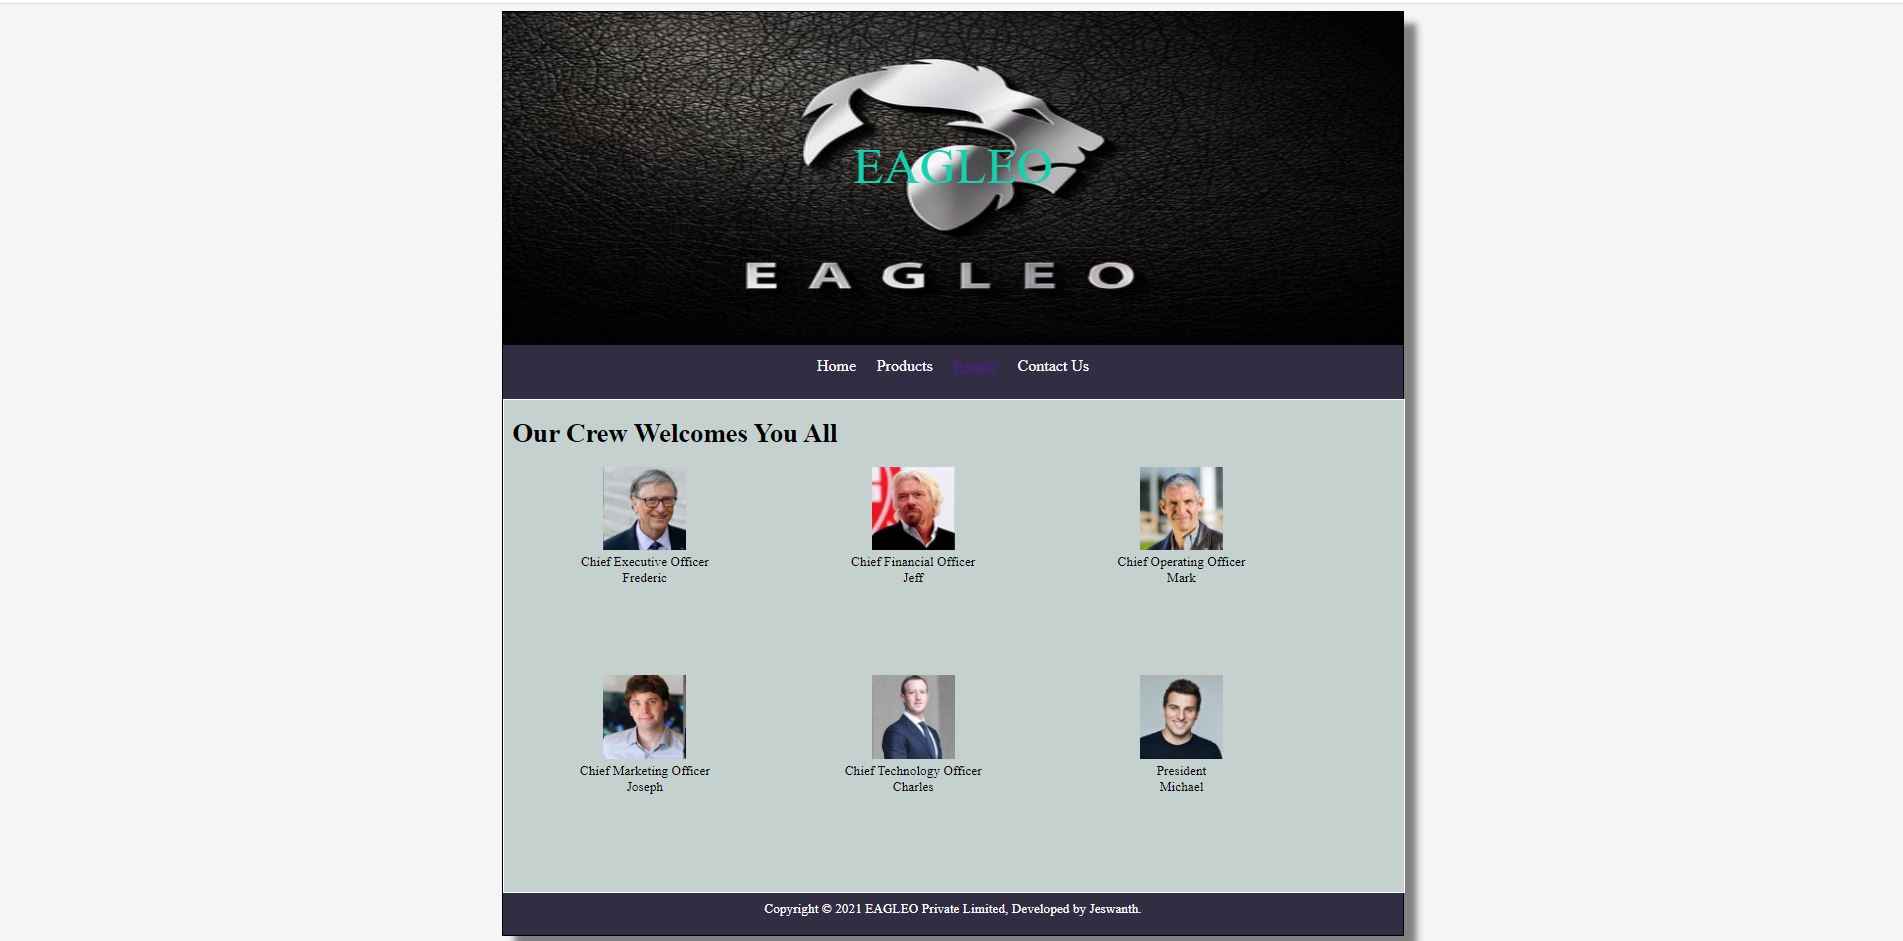 EAGLEO
EAGLEO
Home Products People Contact Us
Our Crew Welcomes You All
Chief Executive Officer
Frederic
Chief Financial Officer
Jeff
Chief Operating Officer
Mark
Chief Marketing Officer
Joseph
Chief Technology Officer
Charles
President
Michael
Copyright © 2021 EAGLEO Private Limited, Developed by Jeswanth.